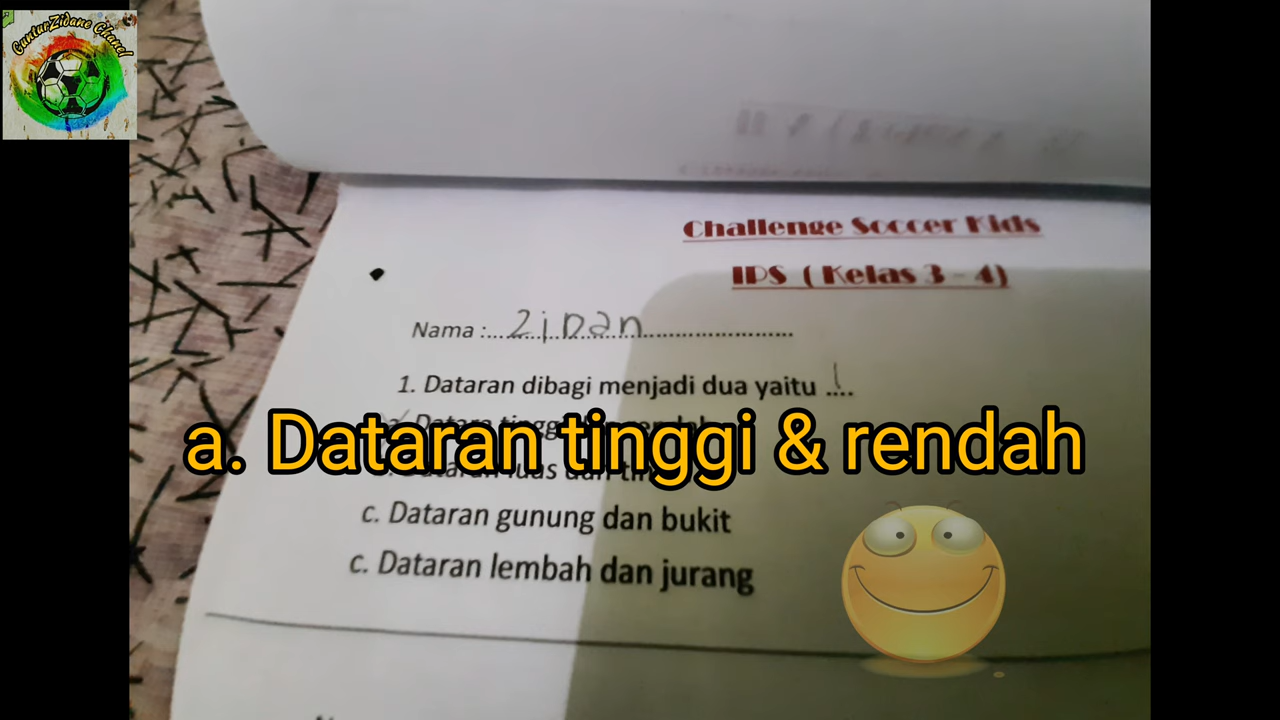 GunturZidane Chanel
Challenge Soccer Kids
IPS ( Kelas 3 - 4)
Nama :...Zidan.........................
1. Dataran dibagi menjadi dua yaitu ....
a. Dataran tinggi & rendah
c. Dataran gunung dan bukit
c. Dataran lembah dan jurang